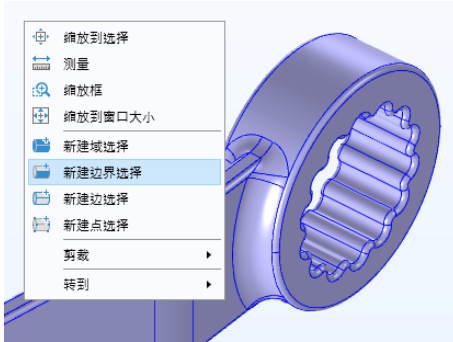 缩放到选择
测量
缩放框
缩放到窗口大小
新建域选择
新建边界选择
新建边选择
新建点选择
剪裁
转到